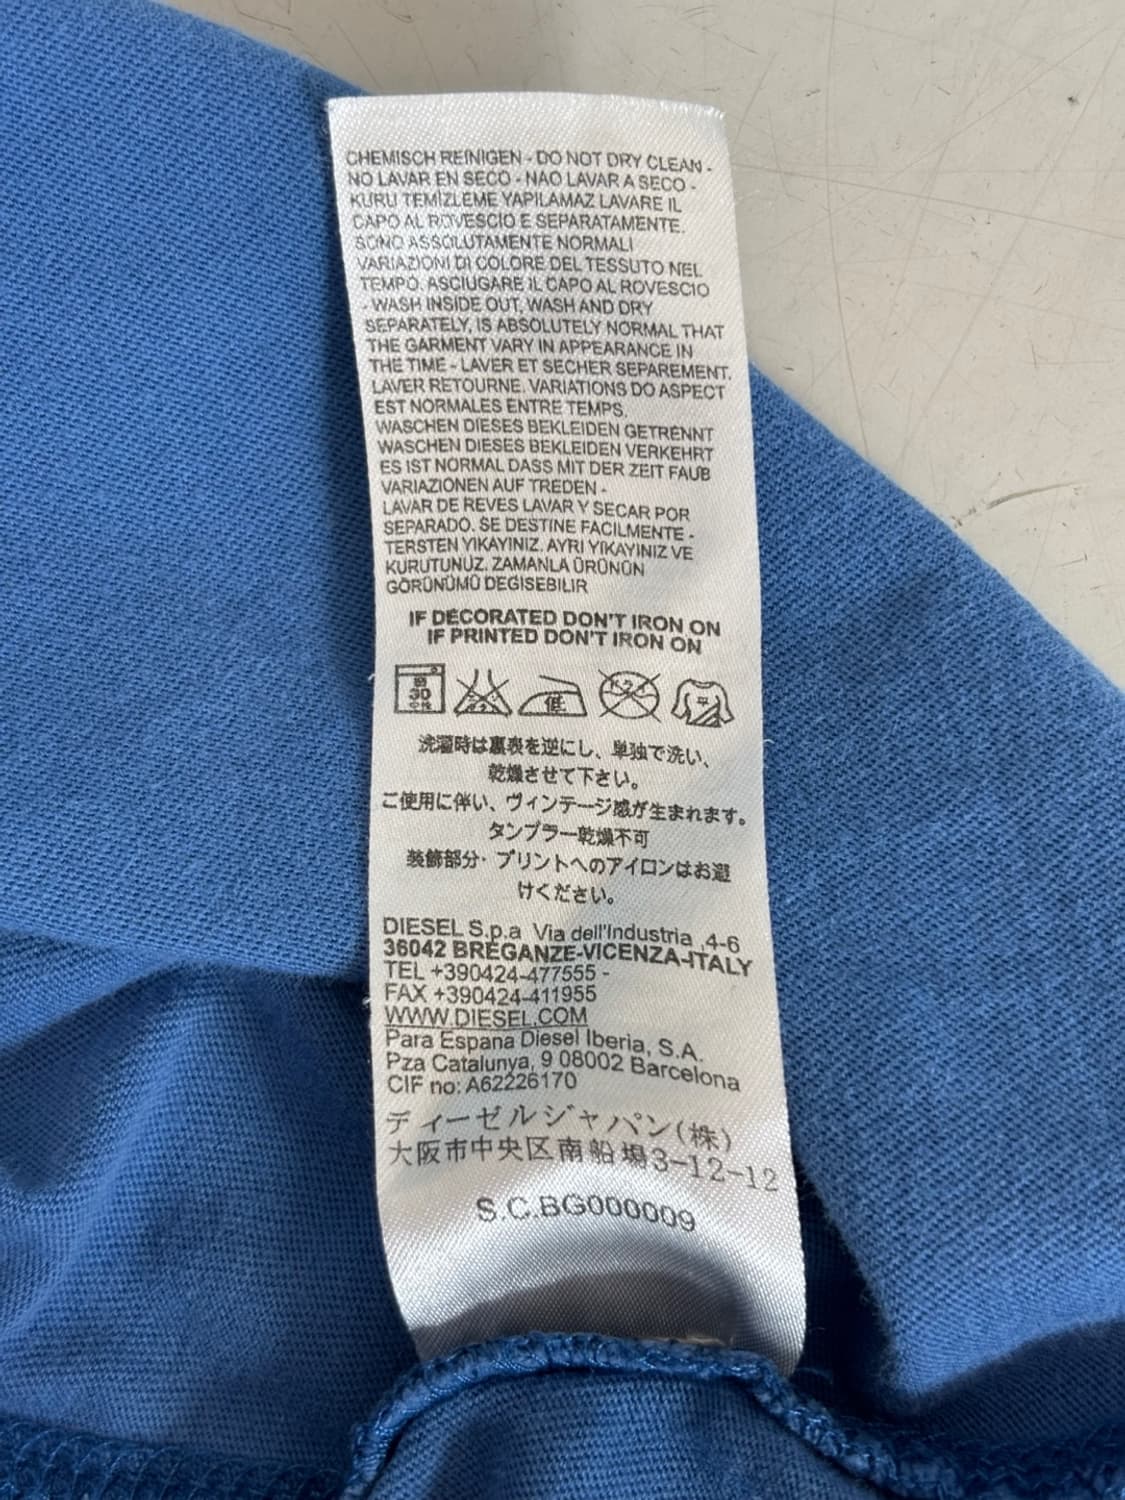 CHEMISCH REINIGEN - DO NOT DRY CLEAN -
NO LAVAR EN SECO - NAO LAVAR A SECO -
KURU TEMİZLEME YAPILAMAZ LAVARE IL
CAPO AL ROVESCIO E SEPARATAMENTE.
SONO ASSOLUTAMENTE NORMALI
VARIAZIONI DI COLORE DEL TESSUTO NEL
TEMPO. ASCIUGARE IL CAPO AL ROVESCIO
- WASH INSIDE OUT, WASH AND DRY
SEPARATELY, IS ABSOLUTELY NORMAL THAT
THE GARMENT VARY IN APPEARANCE IN
THE TIME - LAVER ET SECHER SEPAREMENT.
LAVER RETOURNE. VARIATIONS DO ASPECT
EST NORMALES ENTRE TEMPS.
WASCHEN DIESES BEKLEIDEN GETRENNT
WASCHEN DIESES BEKLEIDEN VERKEHRT
ES IST NORMAL DASS MIT DER ZEIT FAUB
VARIAZIONEN AUF TREDEN -
LAVAR DE REVES LAVAR Y SECAR POR
SEPARADO. SE DESTINE FACILMENTE -
TERSTEN YIKAYINIZ. AYRI YIKAYINIZ VE
KURUTUNUZ. ZAMANLA ÜRÜNÜN
GÖRÜNÜMÜ DEGISEBILIR
IF DECORATED DON'T IRON ON
IF PRINTED DON'T IRON ON
30 中性 低 平
洗濯時は裏表を逆にし、単独で洗い、
乾燥させて下さい。
ご使用に伴い、ヴィンテージ感が生まれます。
タンブラー乾燥不可
装飾部分・プリントへのアイロンはお避
けください。
DIESEL S.p.a Via dell'Industria ,4-6
36042 BREGANZE-VICENZA-ITALY
TEL +390424-477555 -
FAX +390424-411955
WWW.DIESEL.COM
Para Espana Diesel Iberia, S.A.
Pza Catalunya, 9 08002 Barcelona
CIF no: A62226170
ディーゼルジャパン(株)
大阪市中央区南船場3-12-12
S.C.BG000009